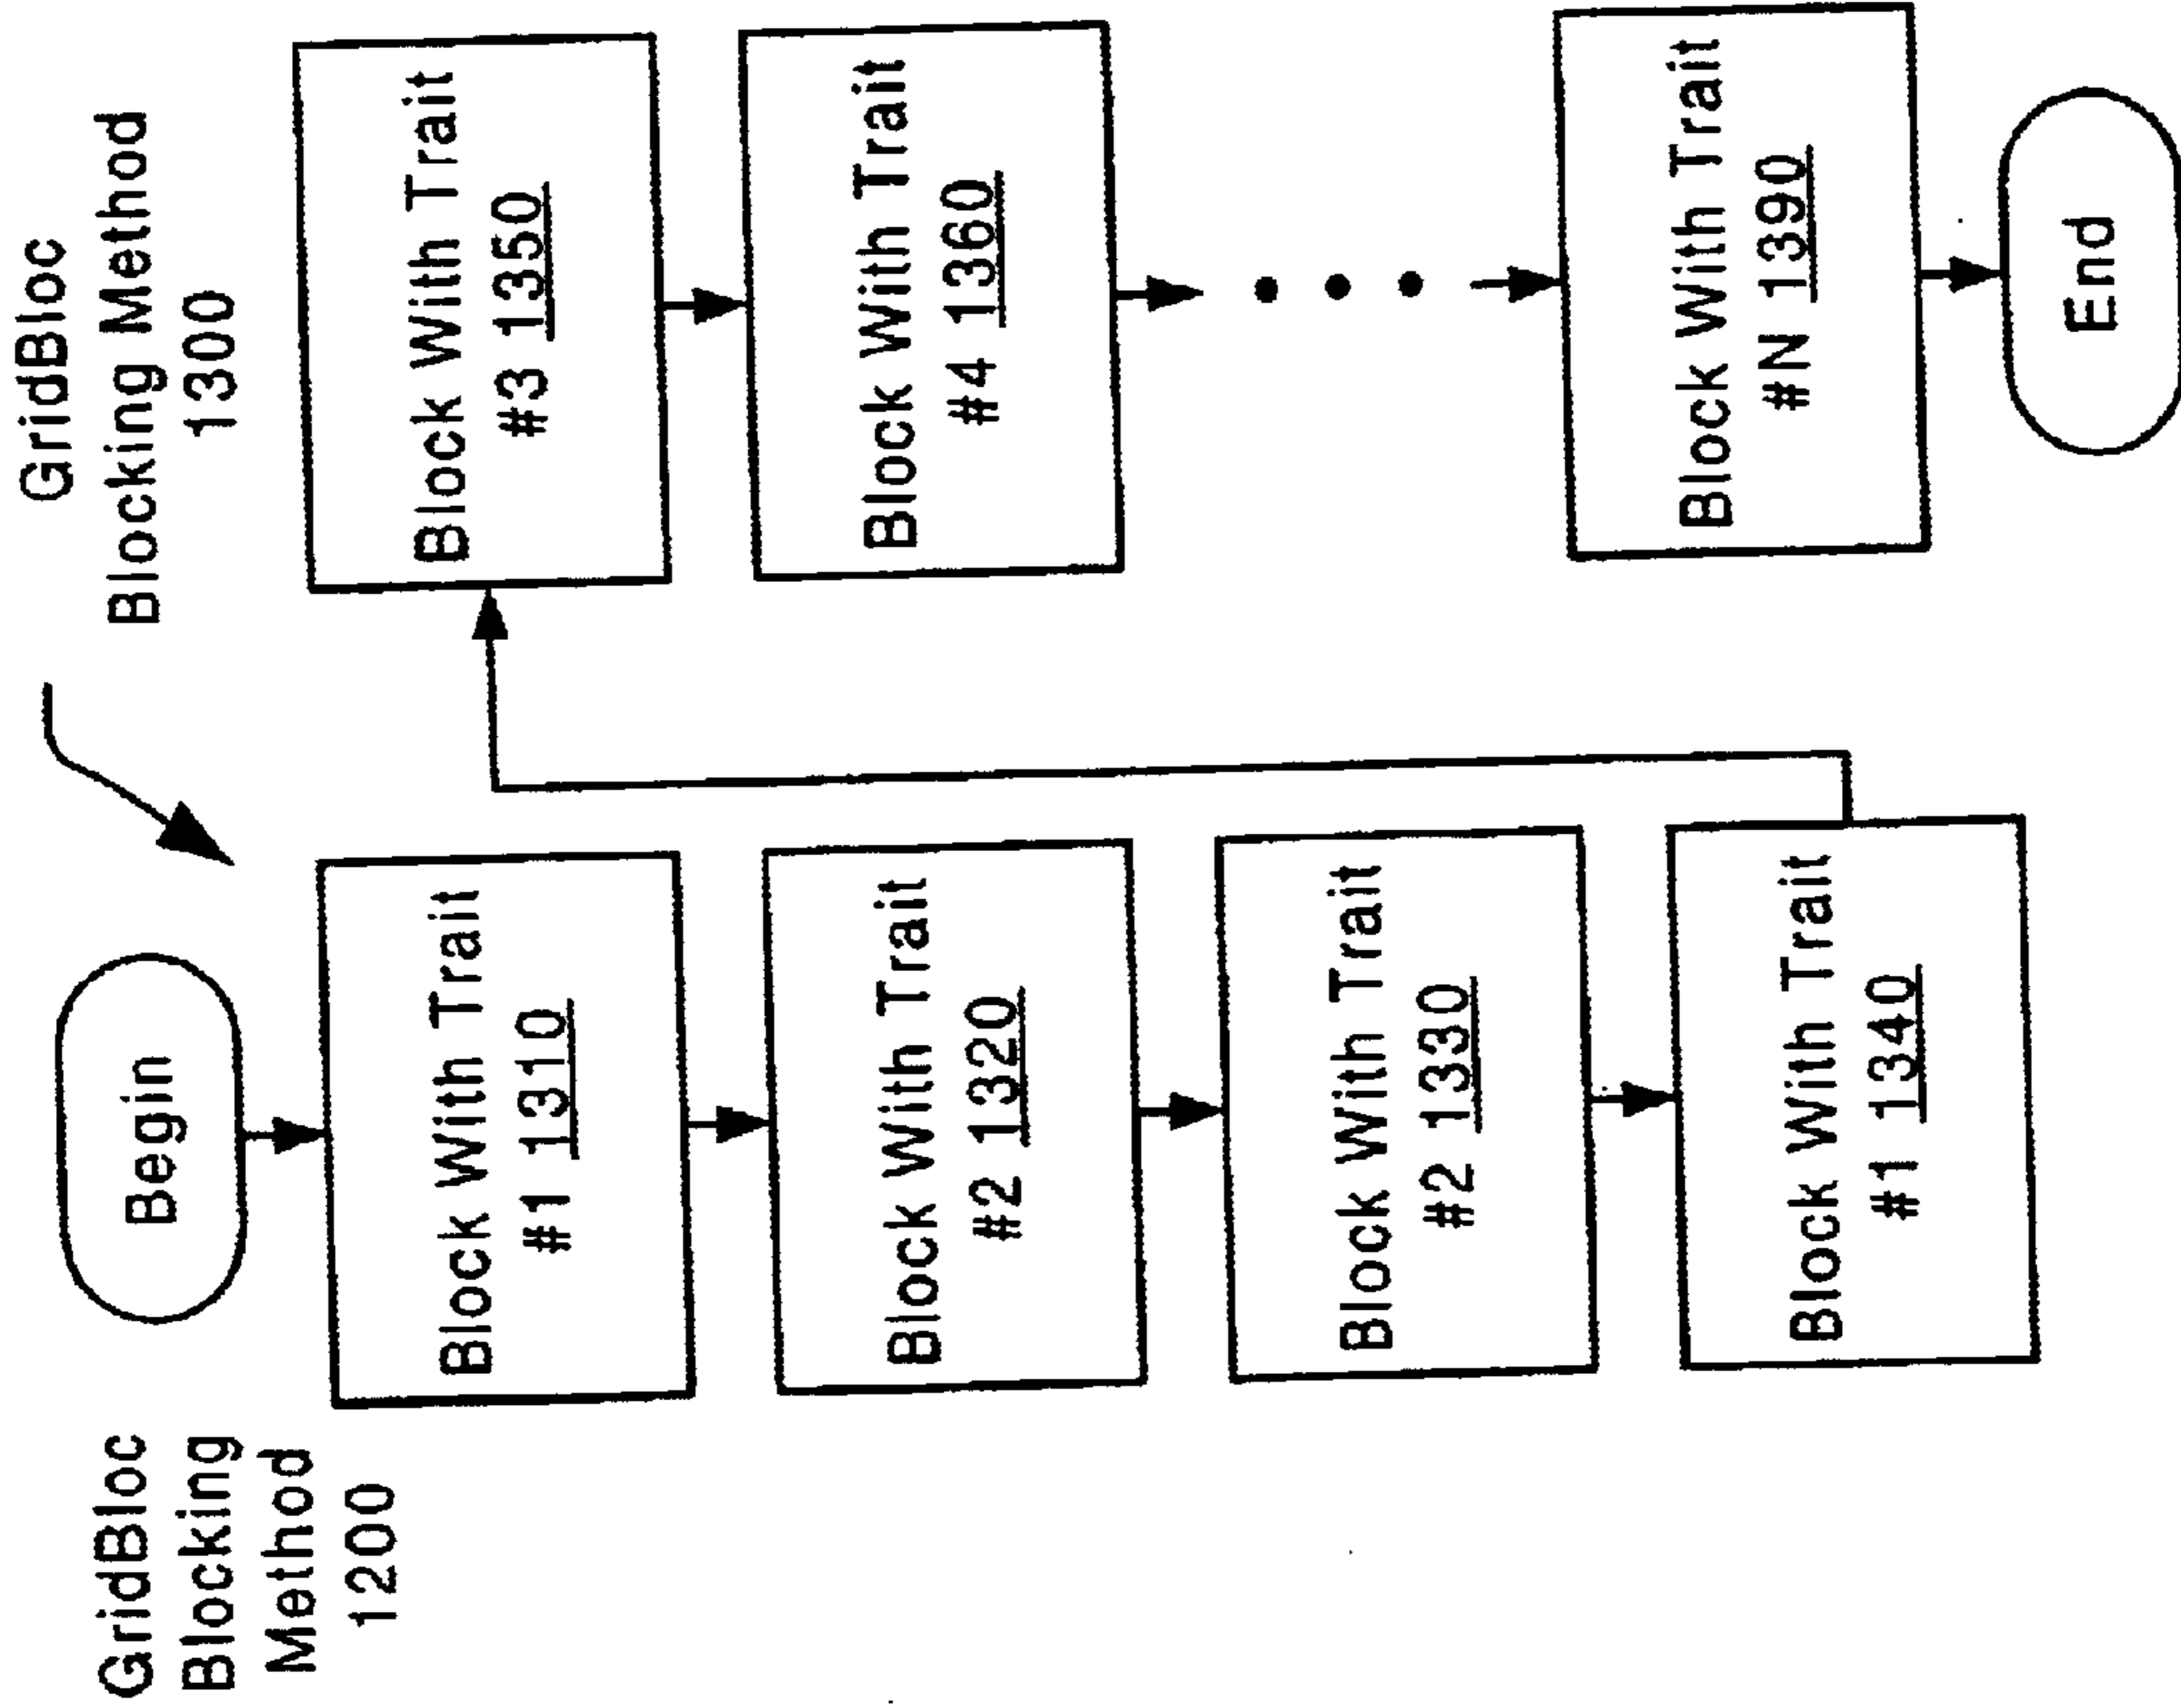 GridBloc
Blocking
Method
1200
GridBloc
Blocking Method
1300
Begin
Block With Trait
#1 1310
Block With Trait
#2 1320
Block With Trait
#2 1330
Block With Trait
#1 1340
Block With Trait
#3 1350
Block With Trait
#4 1360
Block With Trait
#N 1390
End